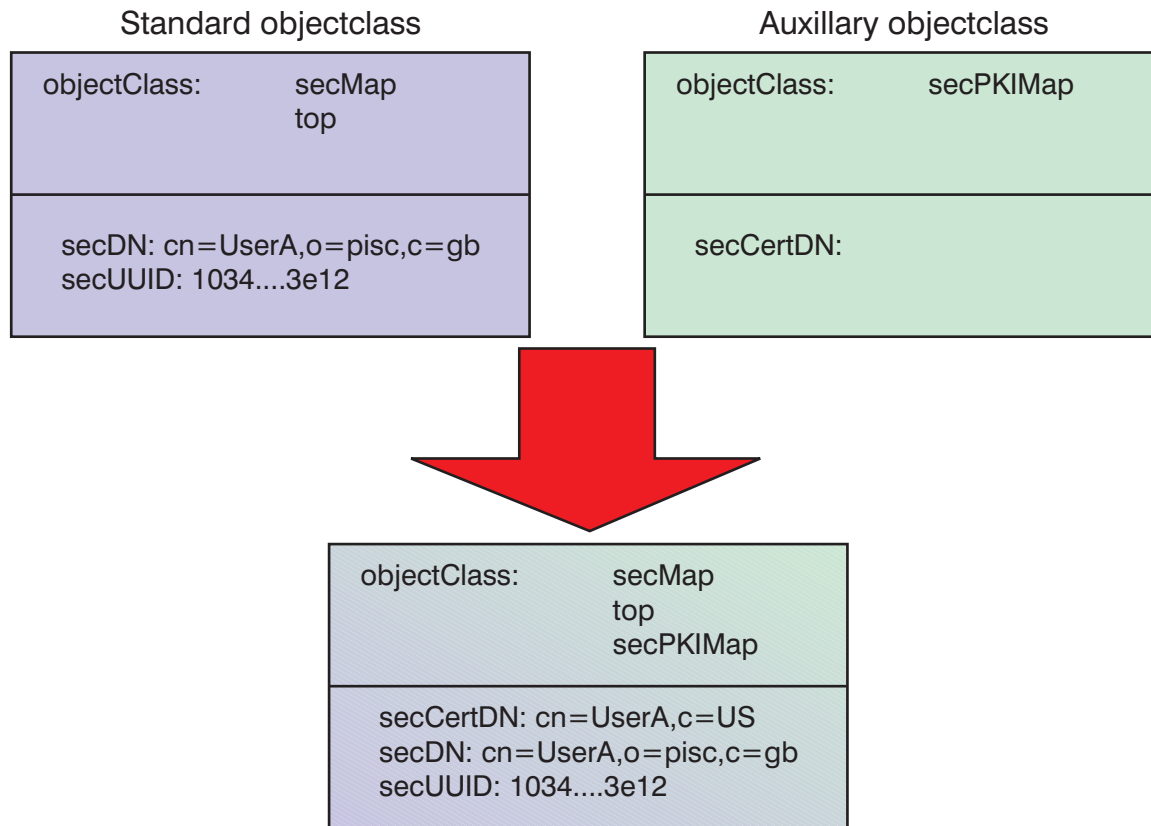 Standard objectclass
objectClass: secMap
top
secDN: cn=UserA,o=pisc,c=gb
secUUID: 1034....3e12
Auxillary objectclass
objectClass: secPKIMap
secCertDN:
objectClass: secMap
top
secPKIMap
secCertDN: cn=UserA,c=US
secDN: cn=UserA,o=pisc,c=gb
secUUID: 1034....3e12